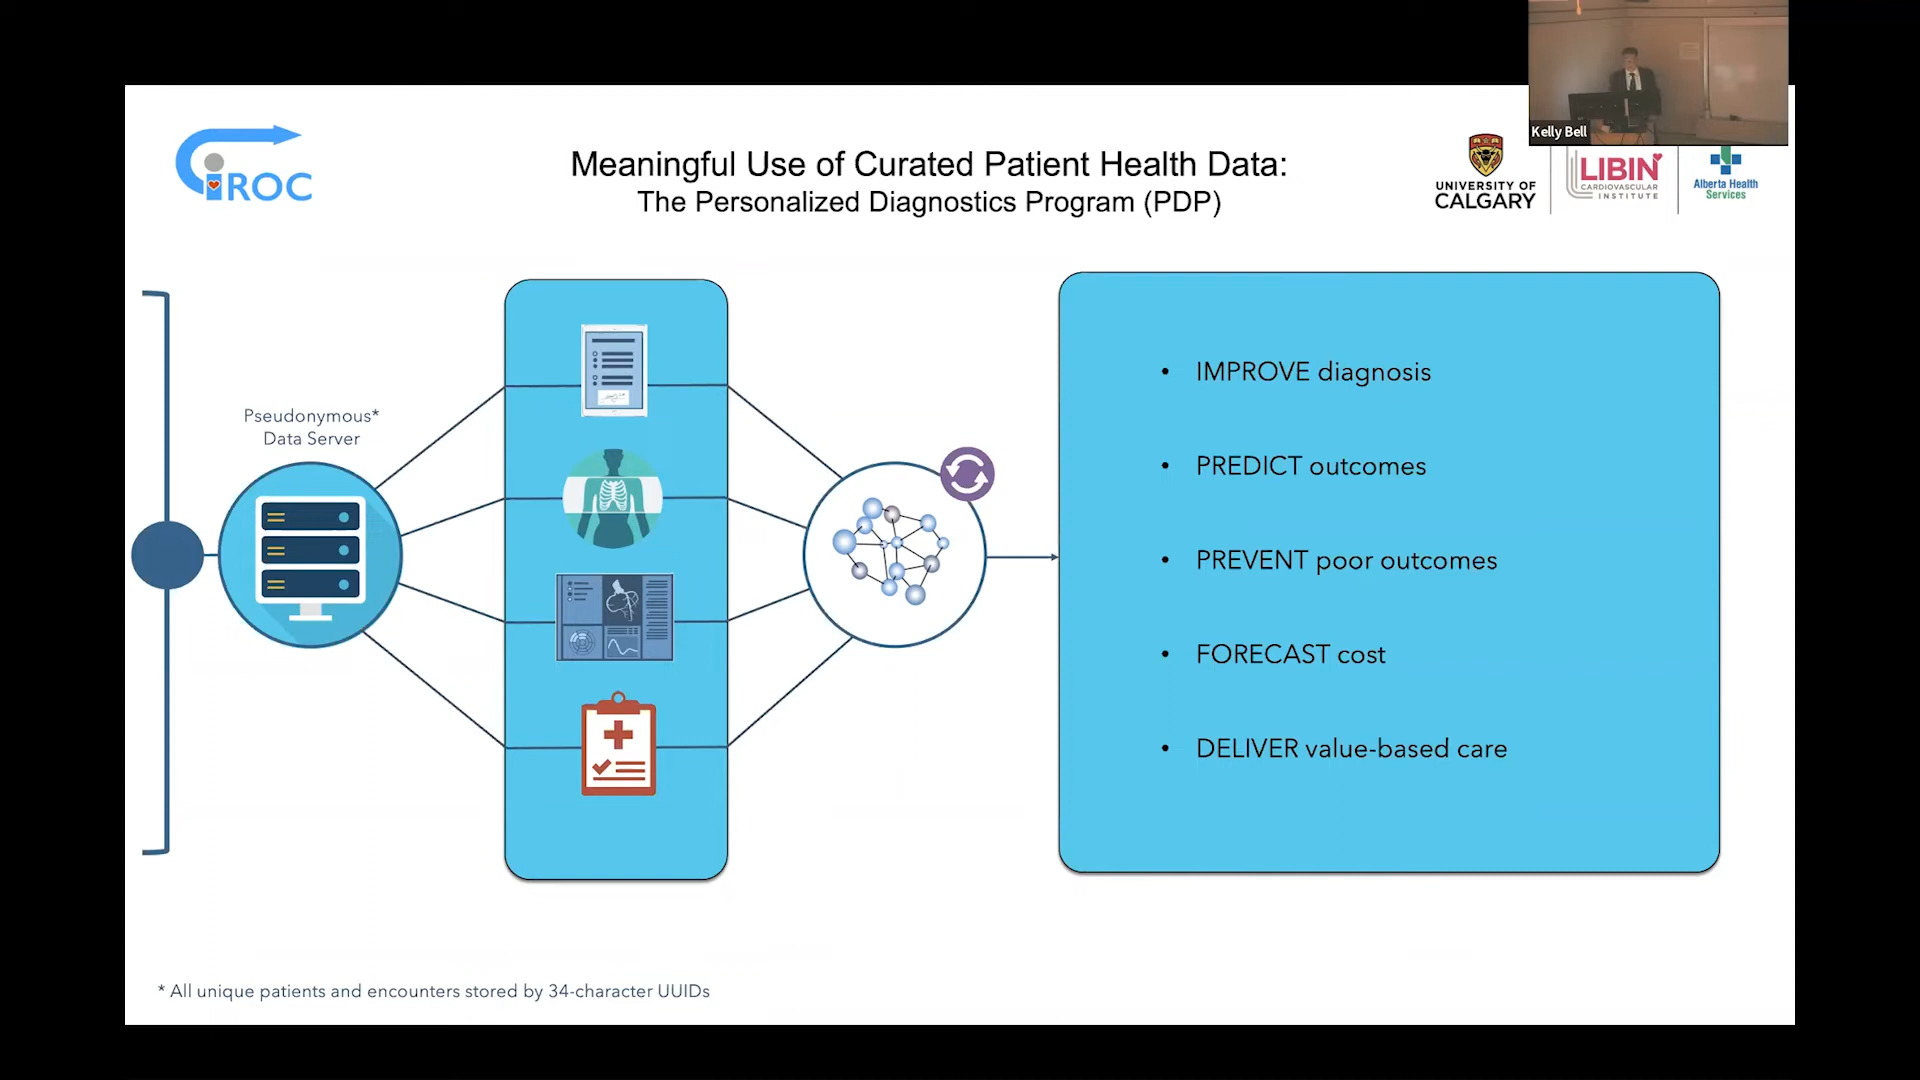 Kelly Bell
iROC
Meaningful Use of Curated Patient Health Data:
The Personalized Diagnostics Program (PDP)
UNIVERSITY OF
CALGARY
LIBIN
CARDIOVASCULAR
INSTITUTE
Alberta Health
Services
Pseudonymous*
Data Server
• IMPROVE diagnosis
• PREDICT outcomes
• PREVENT poor outcomes
• FORECAST cost
• DELIVER value-based care
* All unique patients and encounters stored by 34-character UUIDs